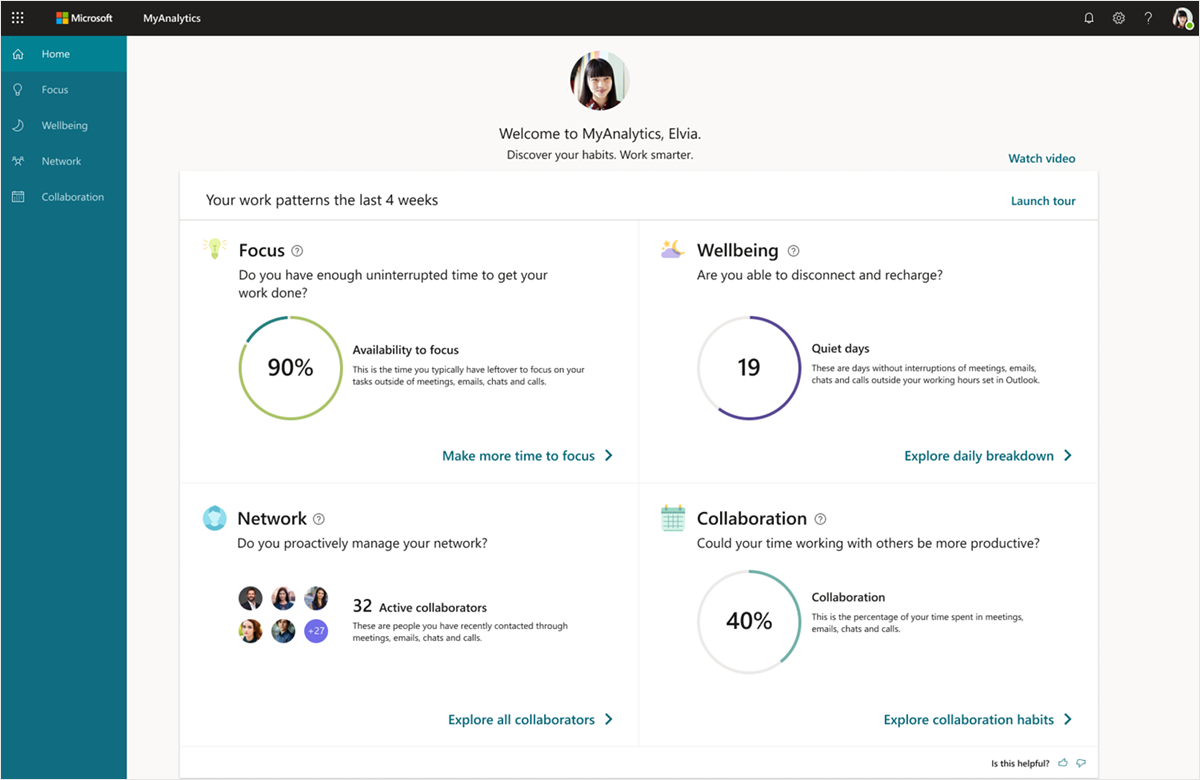 Microsoft
MyAnalytics
?
Home
Focus
Wellbeing
Network
Collaboration
Welcome to MyAnalytics, Elvia.
Discover your habits. Work smarter.
Watch video
Your work patterns the last 4 weeks
Launch tour
Focus ?
Do you have enough uninterrupted time to get your
work done?
90%
Availability to focus
This is the time you typically have leftover to focus on your
tasks outside of meetings, emails, chats and calls.
Make more time to focus
Wellbeing ?
Are you able to disconnect and recharge?
19
Quiet days
These are days without interruptions of meetings, emails,
chats and calls outside your working hours set in Outlook.
Explore daily breakdown
Network ?
Do you proactively manage your network?
+27
32 Active collaborators
These are people you have recently contacted through
meetings, emails, chats and calls.
Explore all collaborators
Collaboration ?
Could your time working with others be more productive?
40%
Collaboration
This is the percentage of your time spent in meetings,
emails, chats and calls.
Explore collaboration habits
Is this helpful?